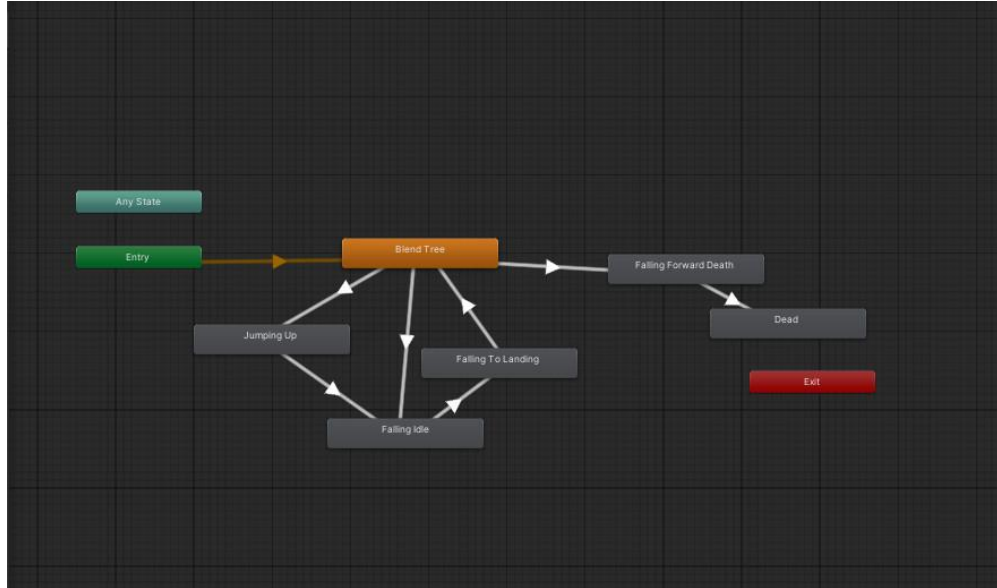 Any State
Entry
Blend Tree
Falling Forward Death
Dead
Jumping Up
Falling To Landing
Exit
Falling Idle